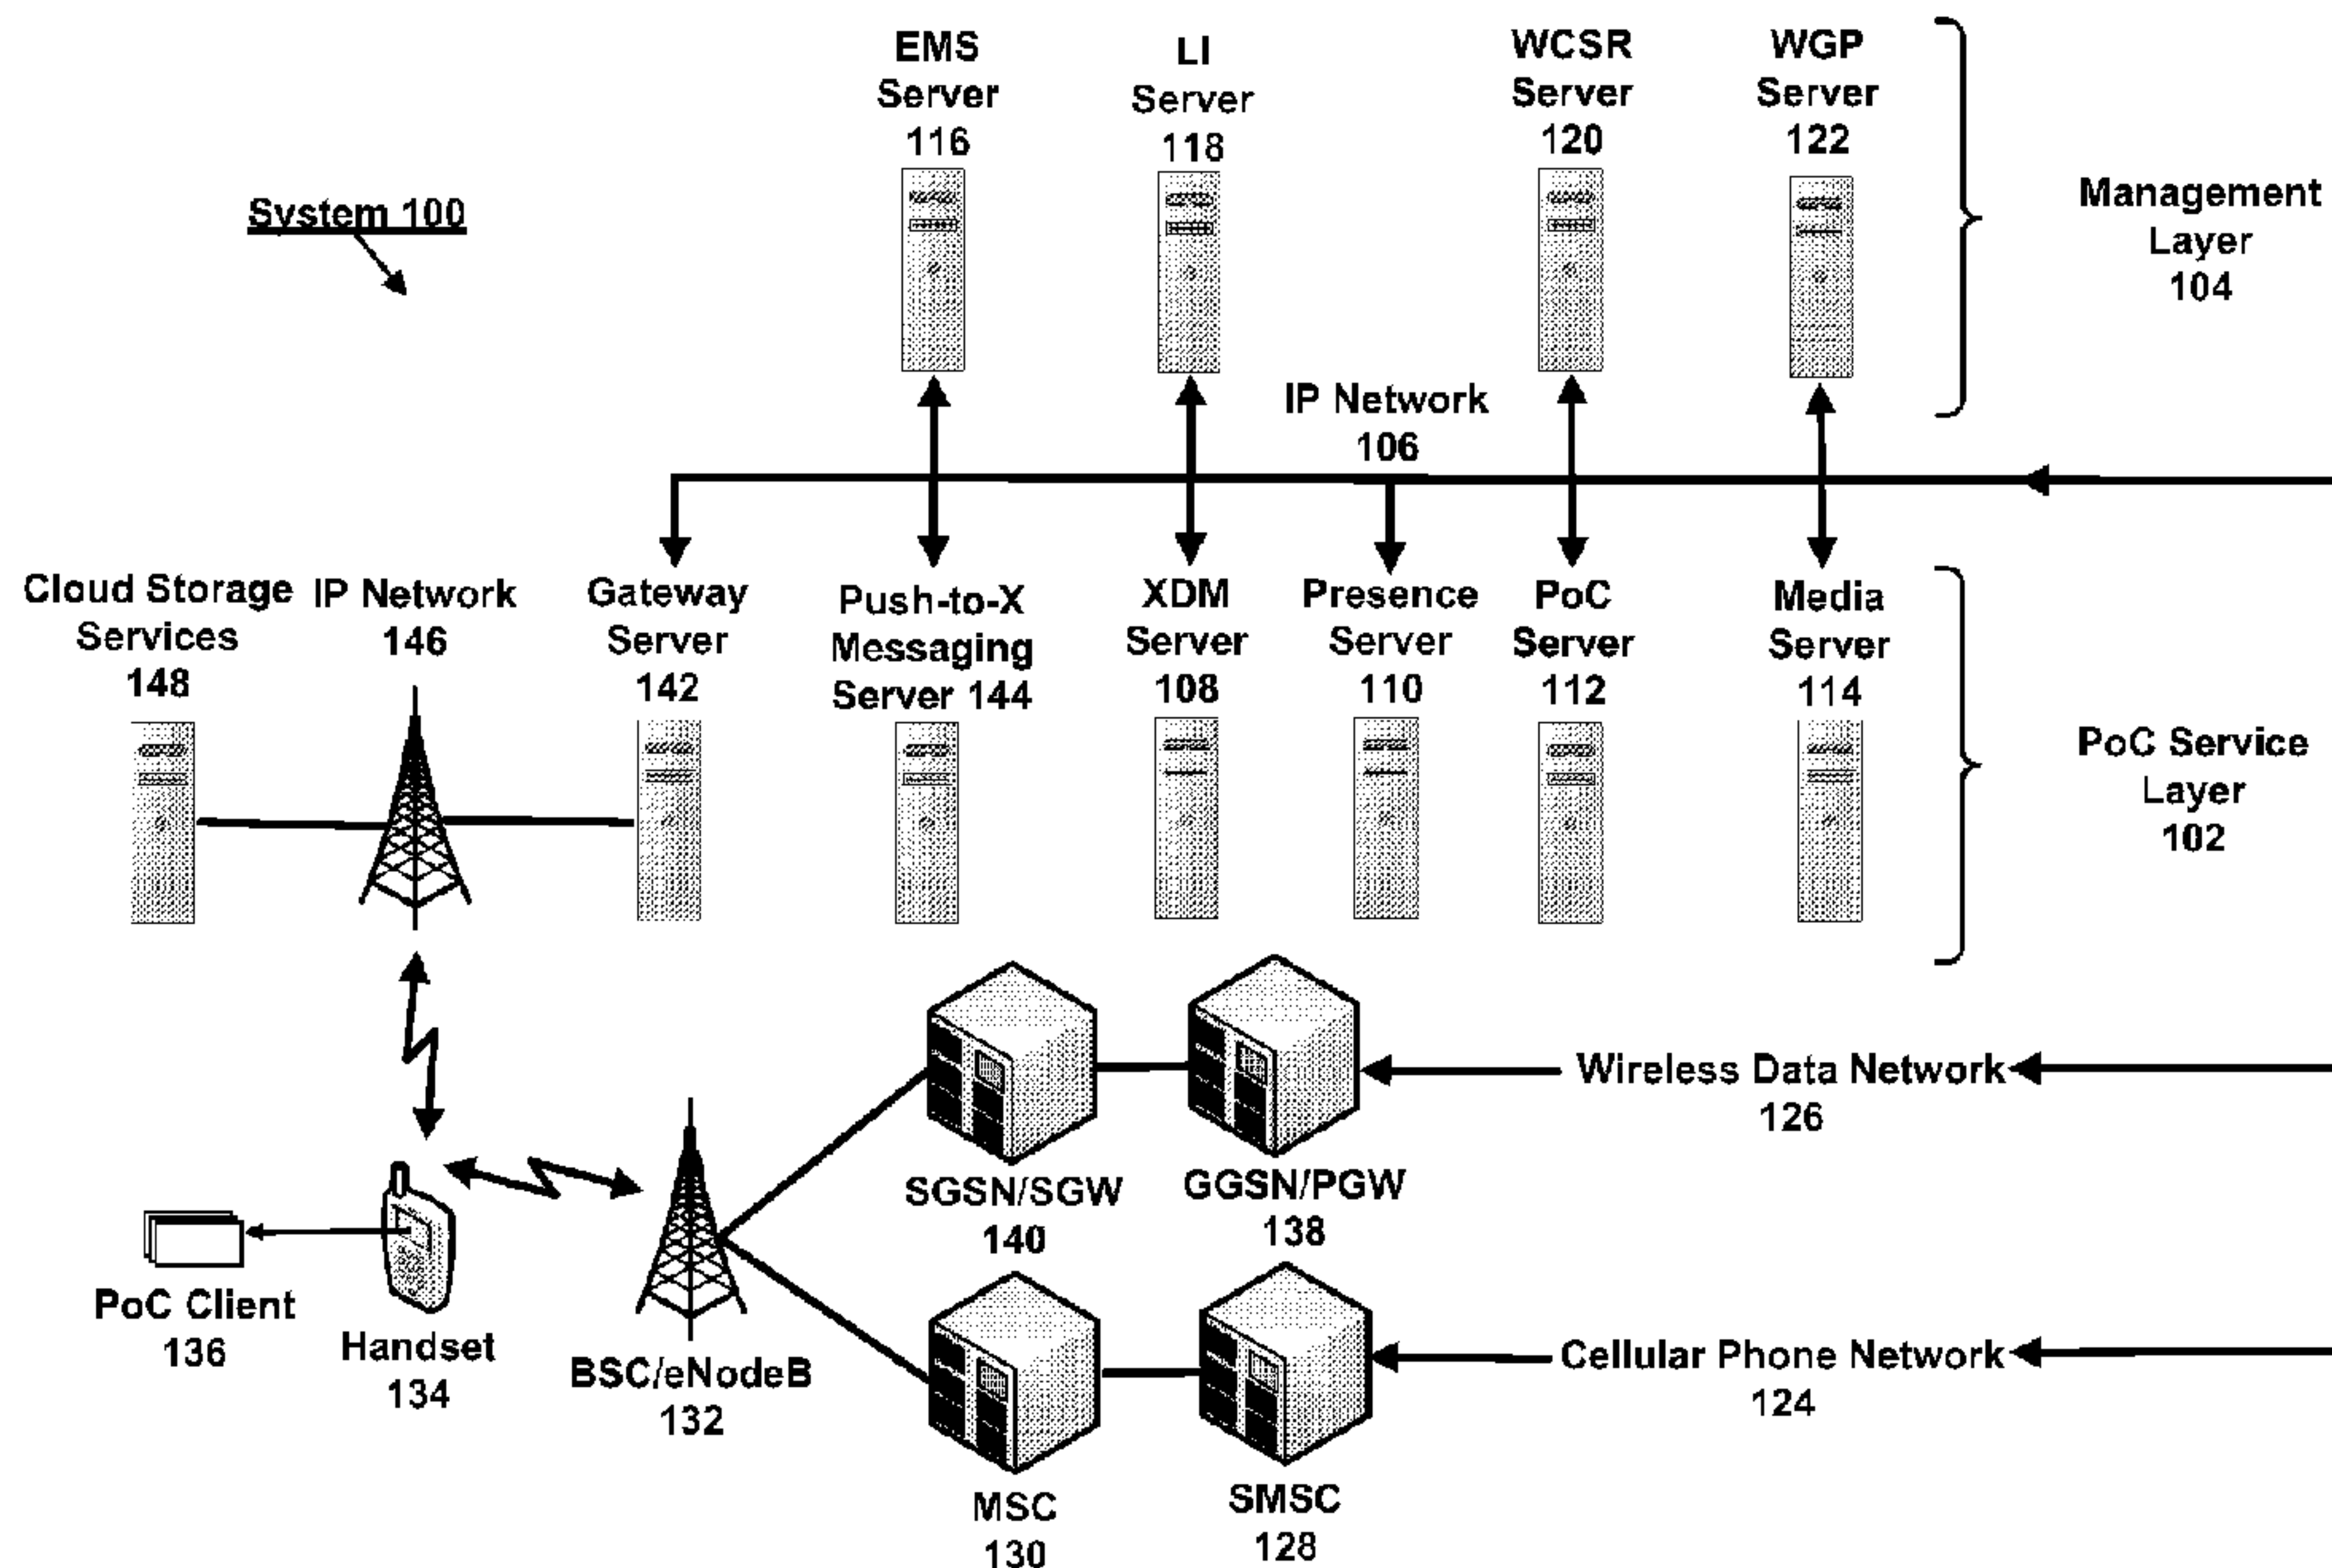 System 100
EMS
Server
116
LI
Server
118
WCSR
Server
120
WGP
Server
122
Management
Layer
104
IP Network
106
Cloud Storage
Services
148
IP Network
146
Gateway
Server
142
Push-to-X
Messaging
Server 144
XDM
Server
108
Presence
Server
110
PoC
Server
112
Media
Server
114
PoC Service
Layer
102
Wireless Data Network
126
SGSN/SGW
140
GGSN/PGW
138
PoC Client
136
Handset
134
BSC/eNodeB
132
Cellular Phone Network
124
MSC
130
SMSC
128